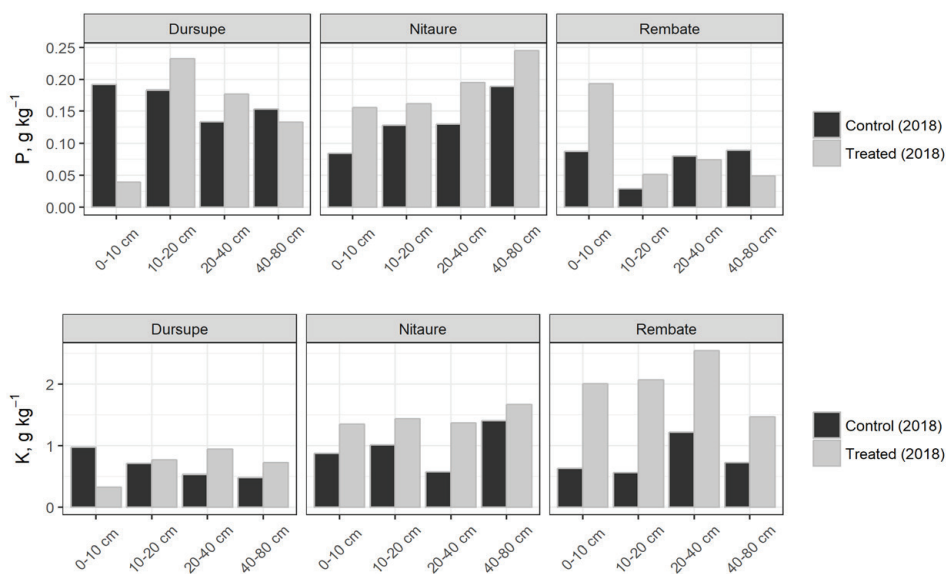 Dursupe Nitaure Rembate
P, g kg⁻¹
0.25
0.20
0.15
0.10
0.05
0.00
0-10 cm 10-20 cm 20-40 cm 40-80 cm 0-10 cm 10-20 cm 20-40 cm 40-80 cm 0-10 cm 10-20 cm 20-40 cm 40-80 cm
Control (2018)
Treated (2018)
Dursupe Nitaure Rembate
K, g kg⁻¹
2
1
0
0-10 cm 10-20 cm 20-40 cm 40-80 cm 0-10 cm 10-20 cm 20-40 cm 40-80 cm 0-10 cm 10-20 cm 20-40 cm 40-80 cm
Control (2018)
Treated (2018)